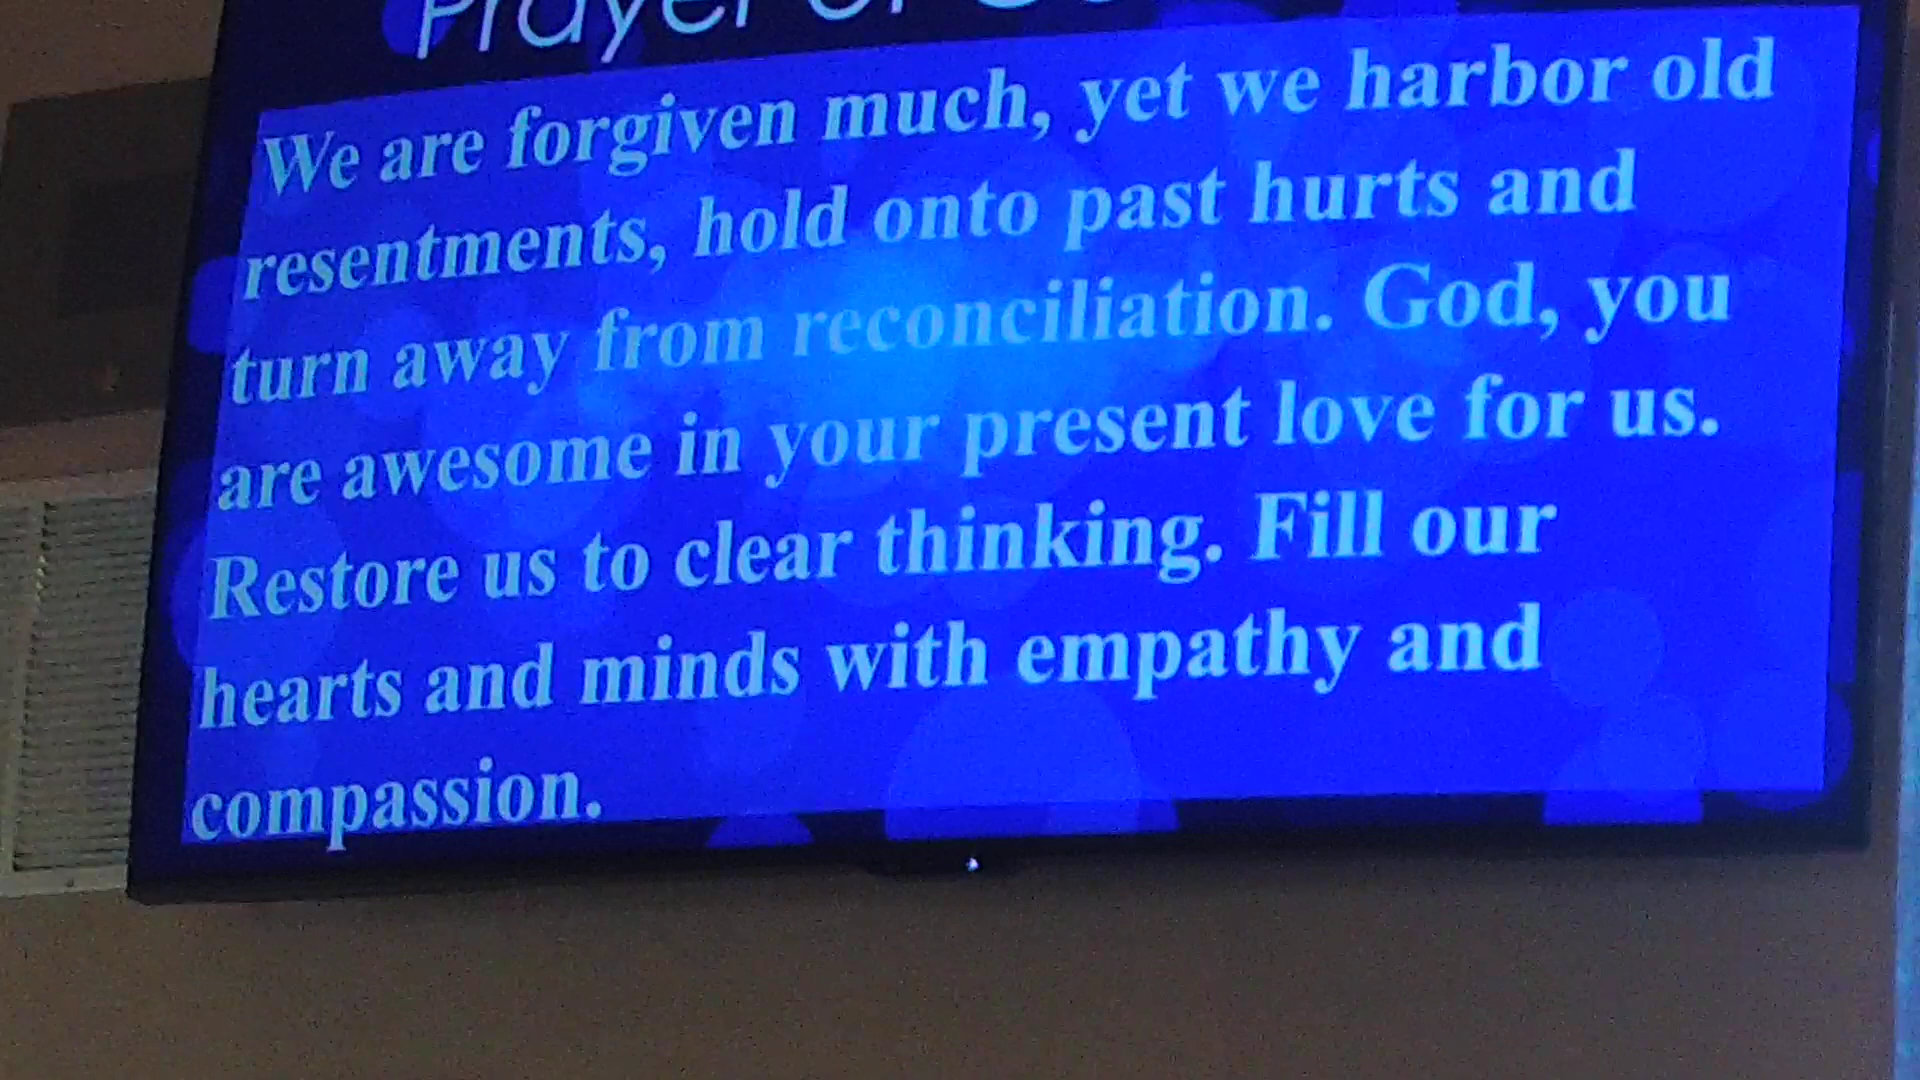 Prayer of
We are forgiven much, yet we harbor old
resentments, hold onto past hurts and
turn away from reconciliation. God, you
are awesome in your present love for us.
Restore us to clear thinking. Fill our
hearts and minds with empathy and
compassion.